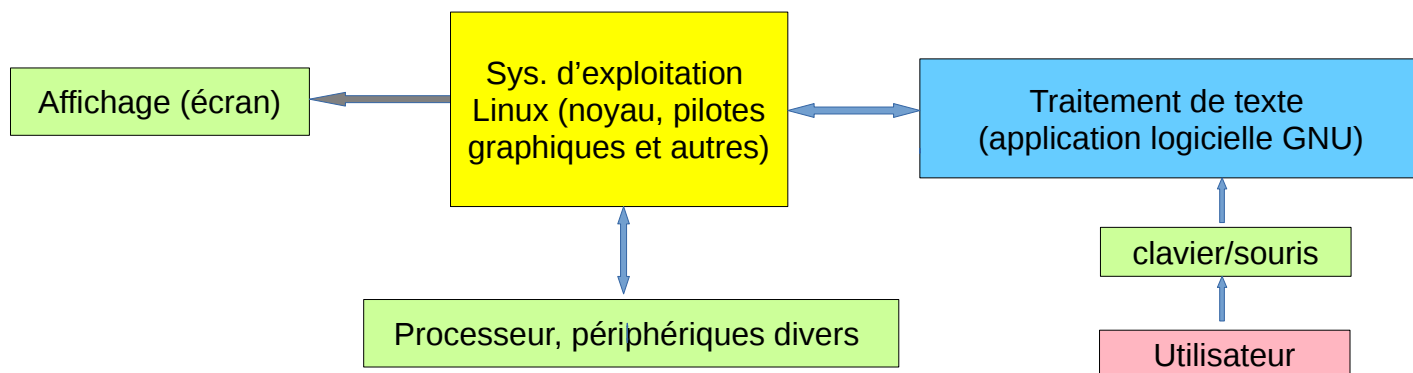 Affichage (écran)
Sys. d’exploitation
Linux (noyau, pilotes
graphiques et autres)
Traitement de texte
(application logicielle GNU)
Processeur, périphériques divers
clavier/souris
Utilisateur